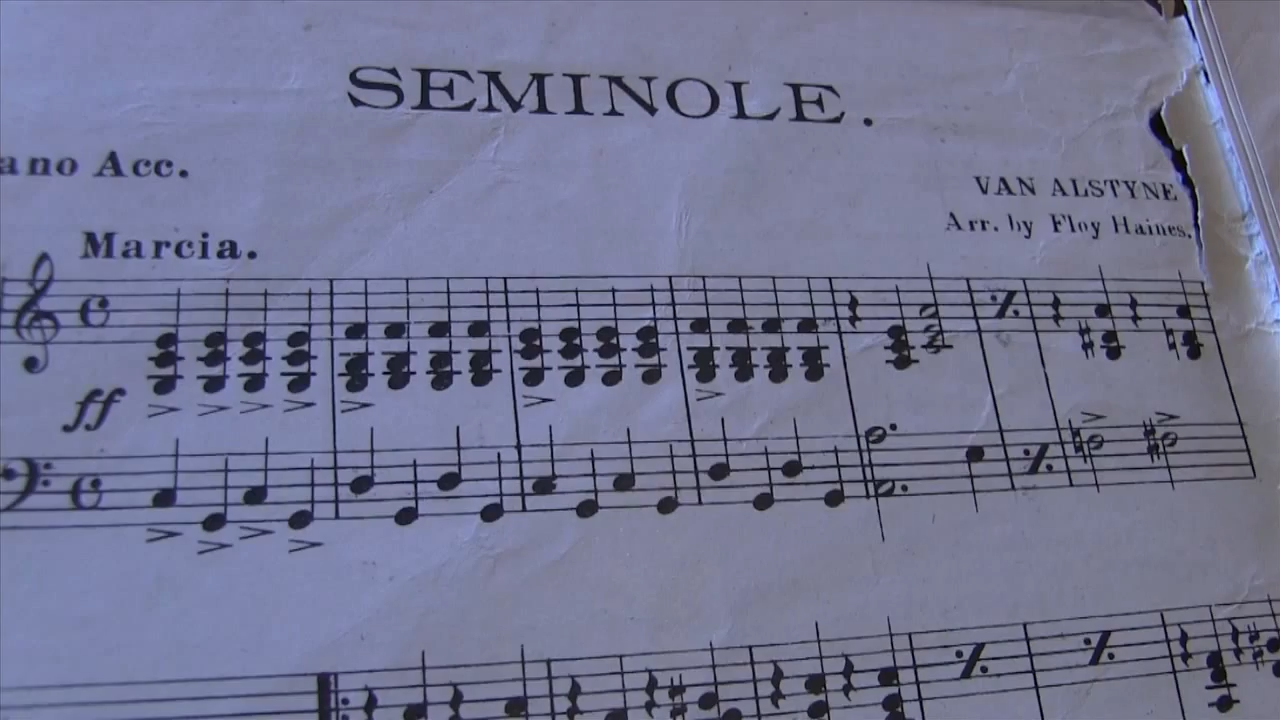 SEMINOLE.
ano Acc.
VAN ALSTYNE
Arr. by Floy Haines.
Marcia.
ff